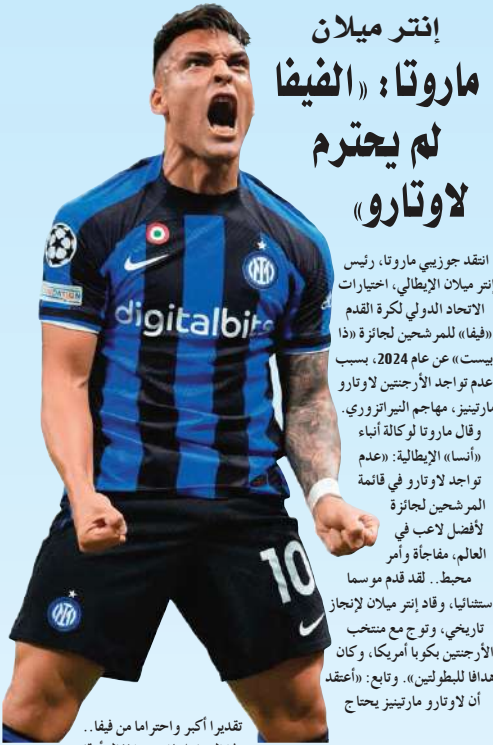 إنتر ميلان
ماروتا: «الفيفا
لم يحترم
لاوتارو»
انتقد جوزيبي ماروتا، رئيس
إنتر ميلان الإيطالي، اختيارات
الاتحاد الدولي لكرة القدم
«فيفا» للمرشحين لجائزة «ذا
بيست» عن عام 2024، بسبب
عدم تواجد الأرجنتين لاوتارو
مارتينيز، مهاجم النيراتزوري.
وقال ماروتا لوكالة أنباء
«أنسا» الإيطالية: «عدم
تواجد لاوتارو في قائمة
المرشحين لجائزة
لأفضل لاعب في
العالم، مفاجأة وأمر
محبط.. لقد قدم موسما
ستثنائيا، وقاد إنتر ميلان لإنجاز
تاريخي، وتوج مع منتخب
الأرجنتين بكوبا أمريكا، وكان
هدافا للبطولتين». وتابع: «أعتقد
أن لاوتارو مارتينيز يحتاج
تقديرا أكبر واحتراما من فيفا..
digitalbits
10